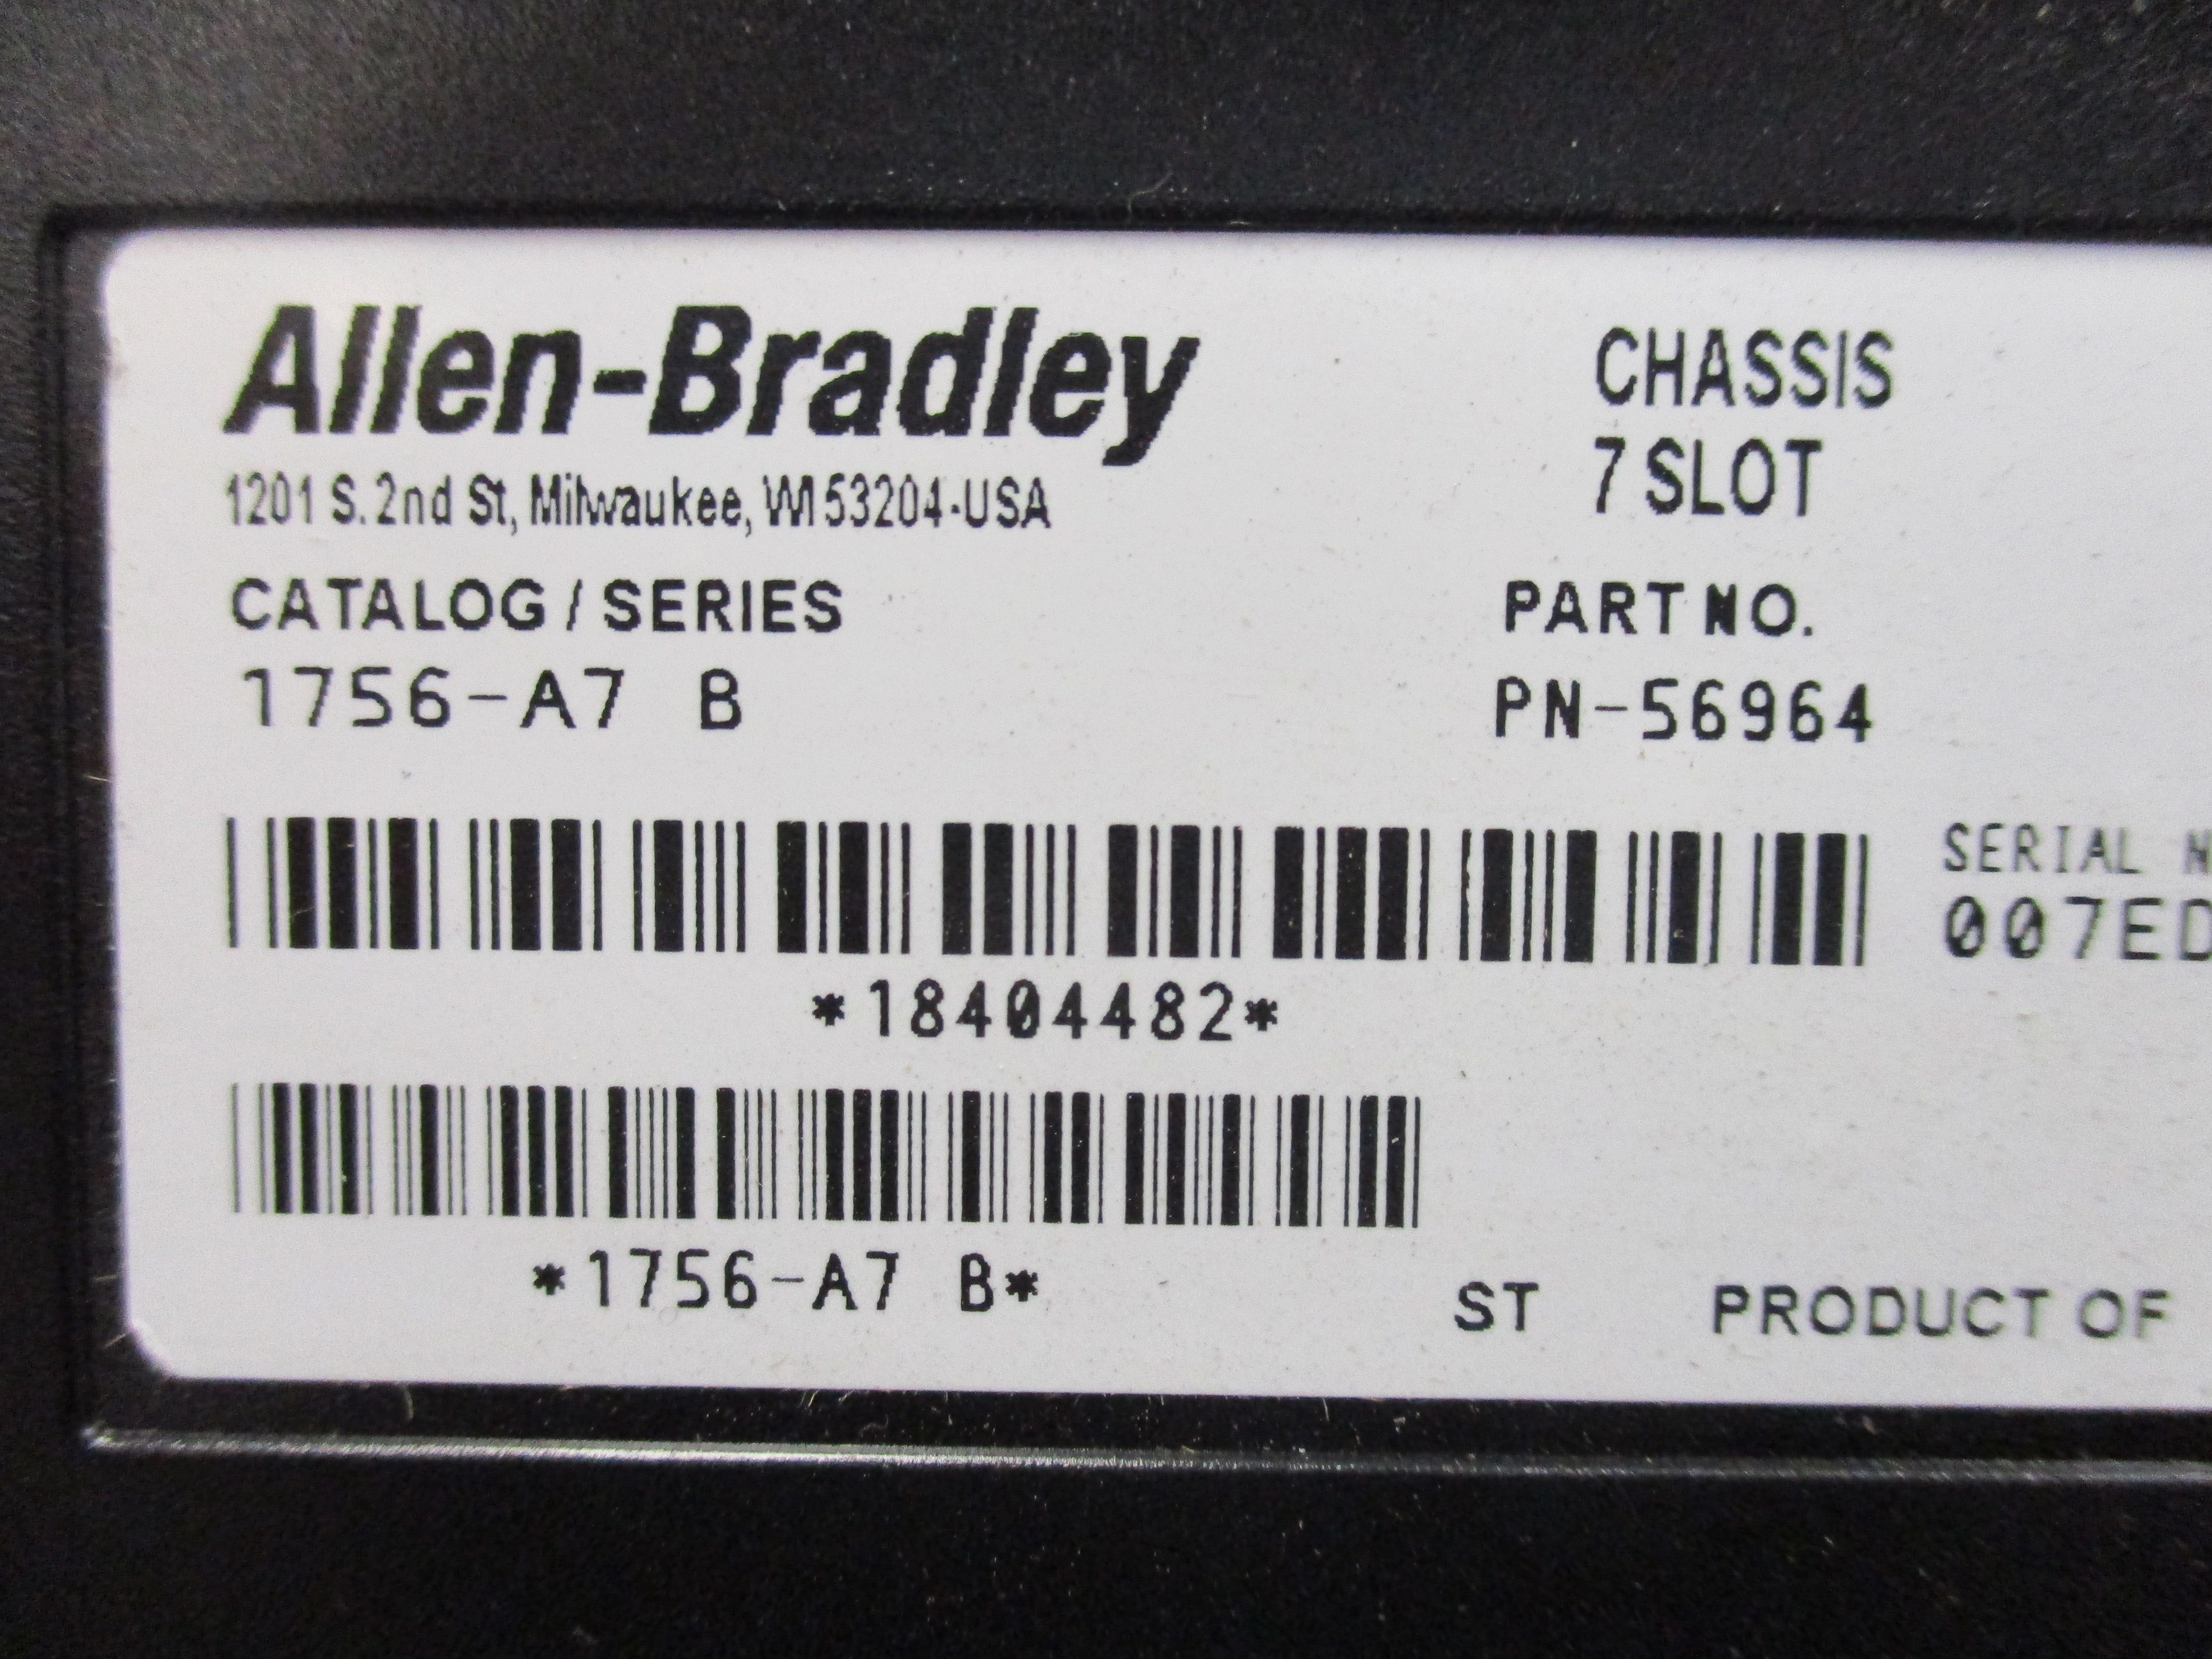 Allen-Bradley
1201 S. 2nd St, Milwaukee, WI 53204-USA
CHASSIS
7 SLOT
CATALOG / SERIES
1756-A7 B
PART NO.
PN-56964
SERIAL N
007ED
*18404482*
*1756-A7 B*
ST
PRODUCT OF